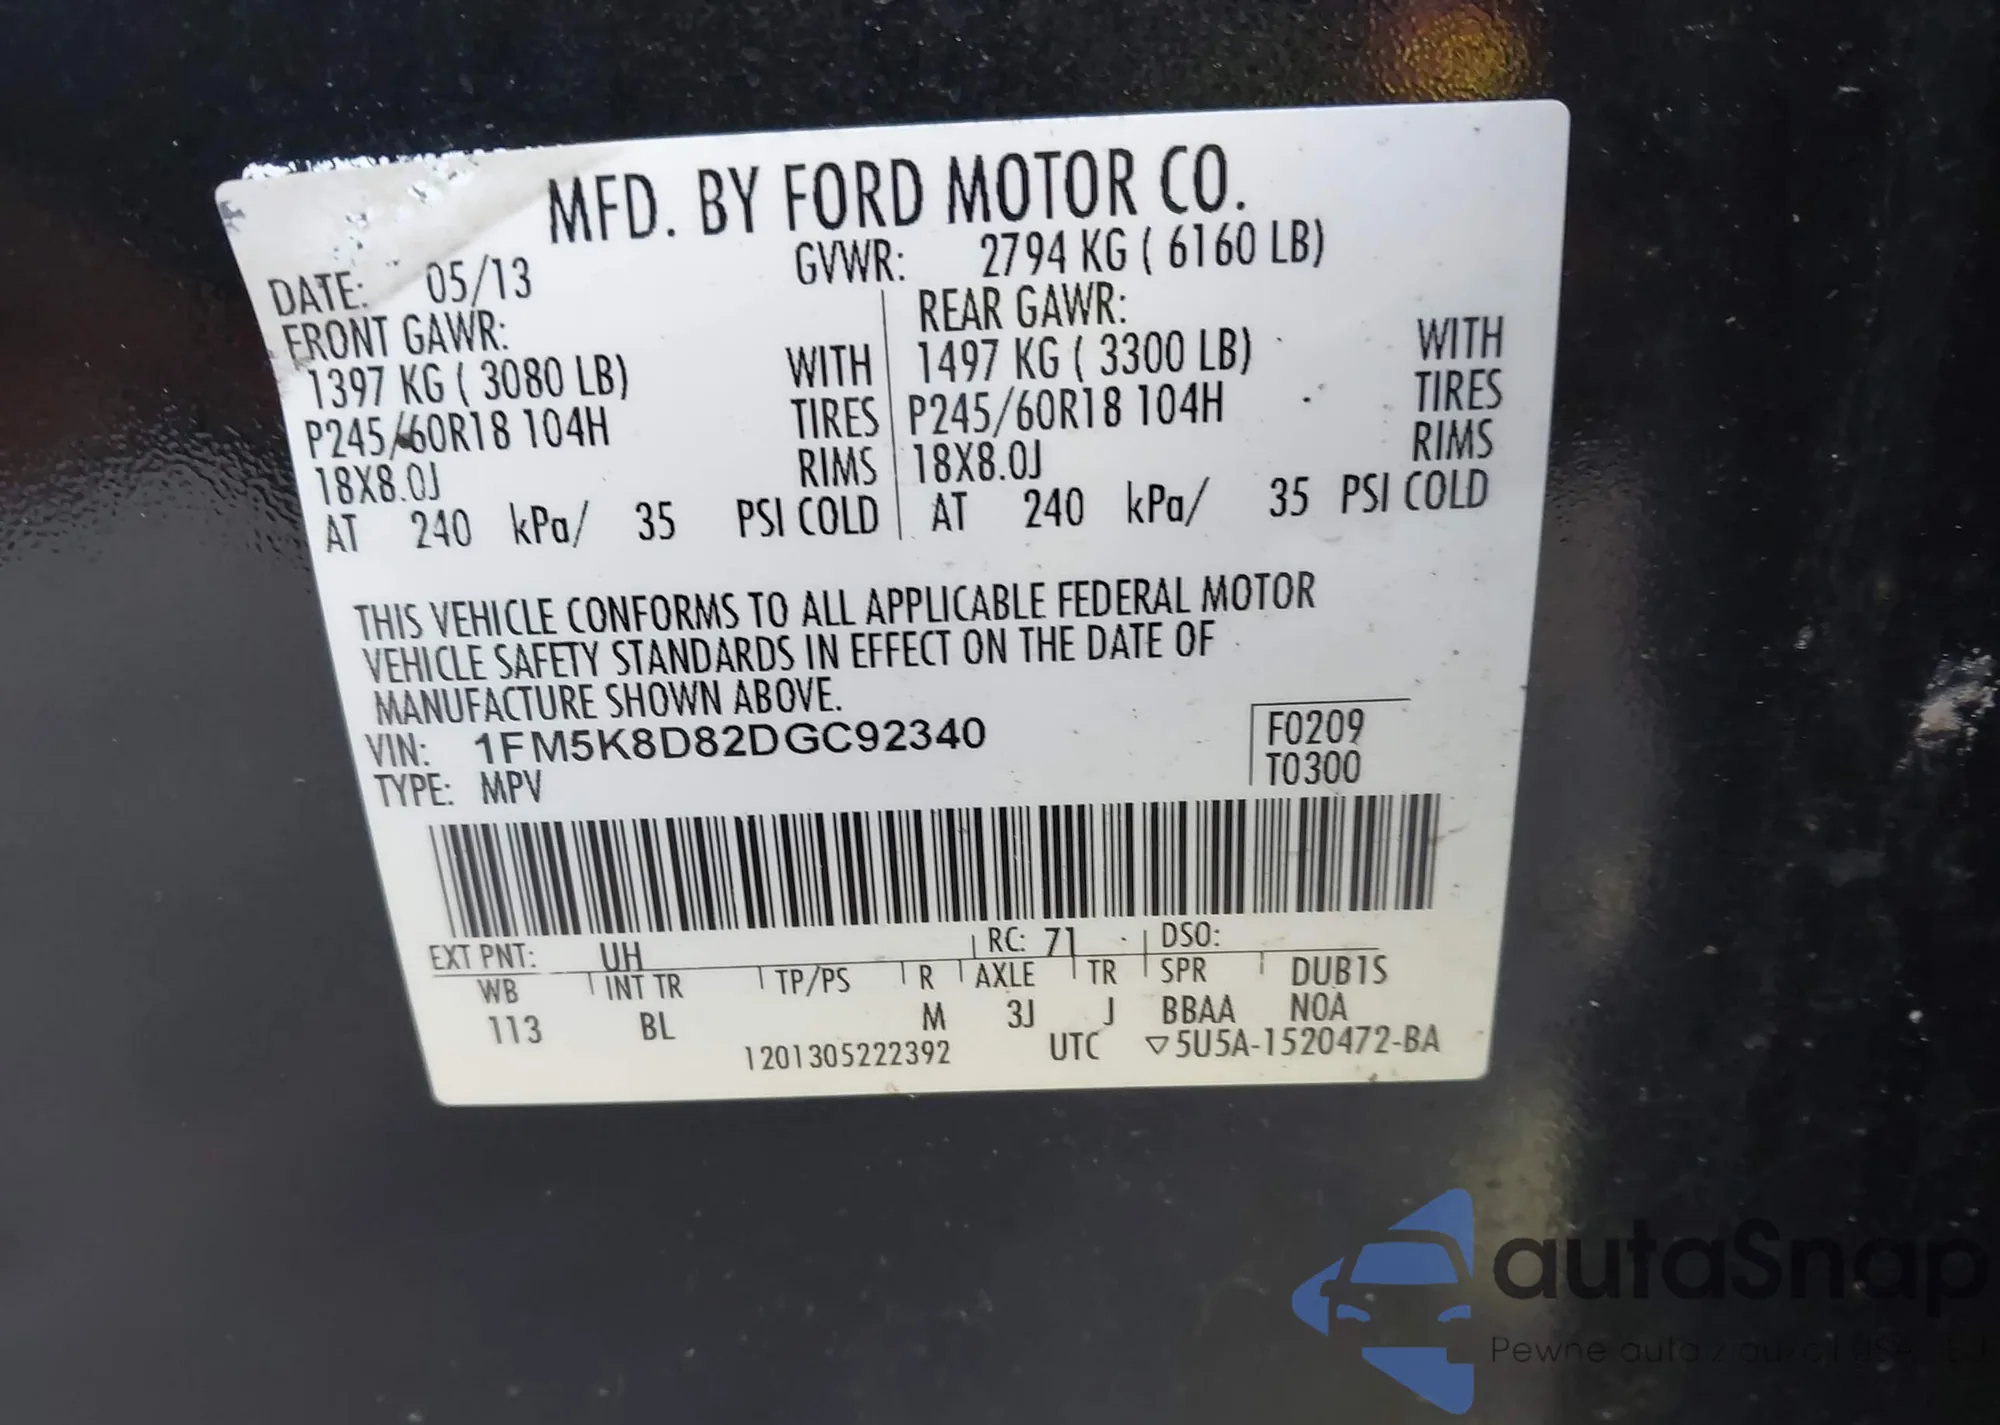 MFD. BY FORD MOTOR CO.
DATE: 05/13 GVWR: 2794 KG ( 6160 LB)
FRONT GAWR: REAR GAWR:
1397 KG ( 3080 LB) WITH 1497 KG ( 3300 LB) WITH
P245/60R18 104H TIRES P245/60R18 104H TIRES
18X8.0J RIMS 18X8.0J RIMS
AT 240 kPa/ 35 PSI COLD AT 240 kPa/ 35 PSI COLD
THIS VEHICLE CONFORMS TO ALL APPLICABLE FEDERAL MOTOR
VEHICLE SAFETY STANDARDS IN EFFECT ON THE DATE OF
MANUFACTURE SHOWN ABOVE.
VIN: 1FM5K8D82DGC92340 F0209
TYPE: MPV T0300
EXT PNT: UH RC: 71 DSO:
WB INT TR TP/PS R AXLE TR SPR DUB1S
113 BL M 3J J BBAA NOA
1201305222392 UTC ▽5U5A-1520472-BA
autaSnap
Pewne auta z